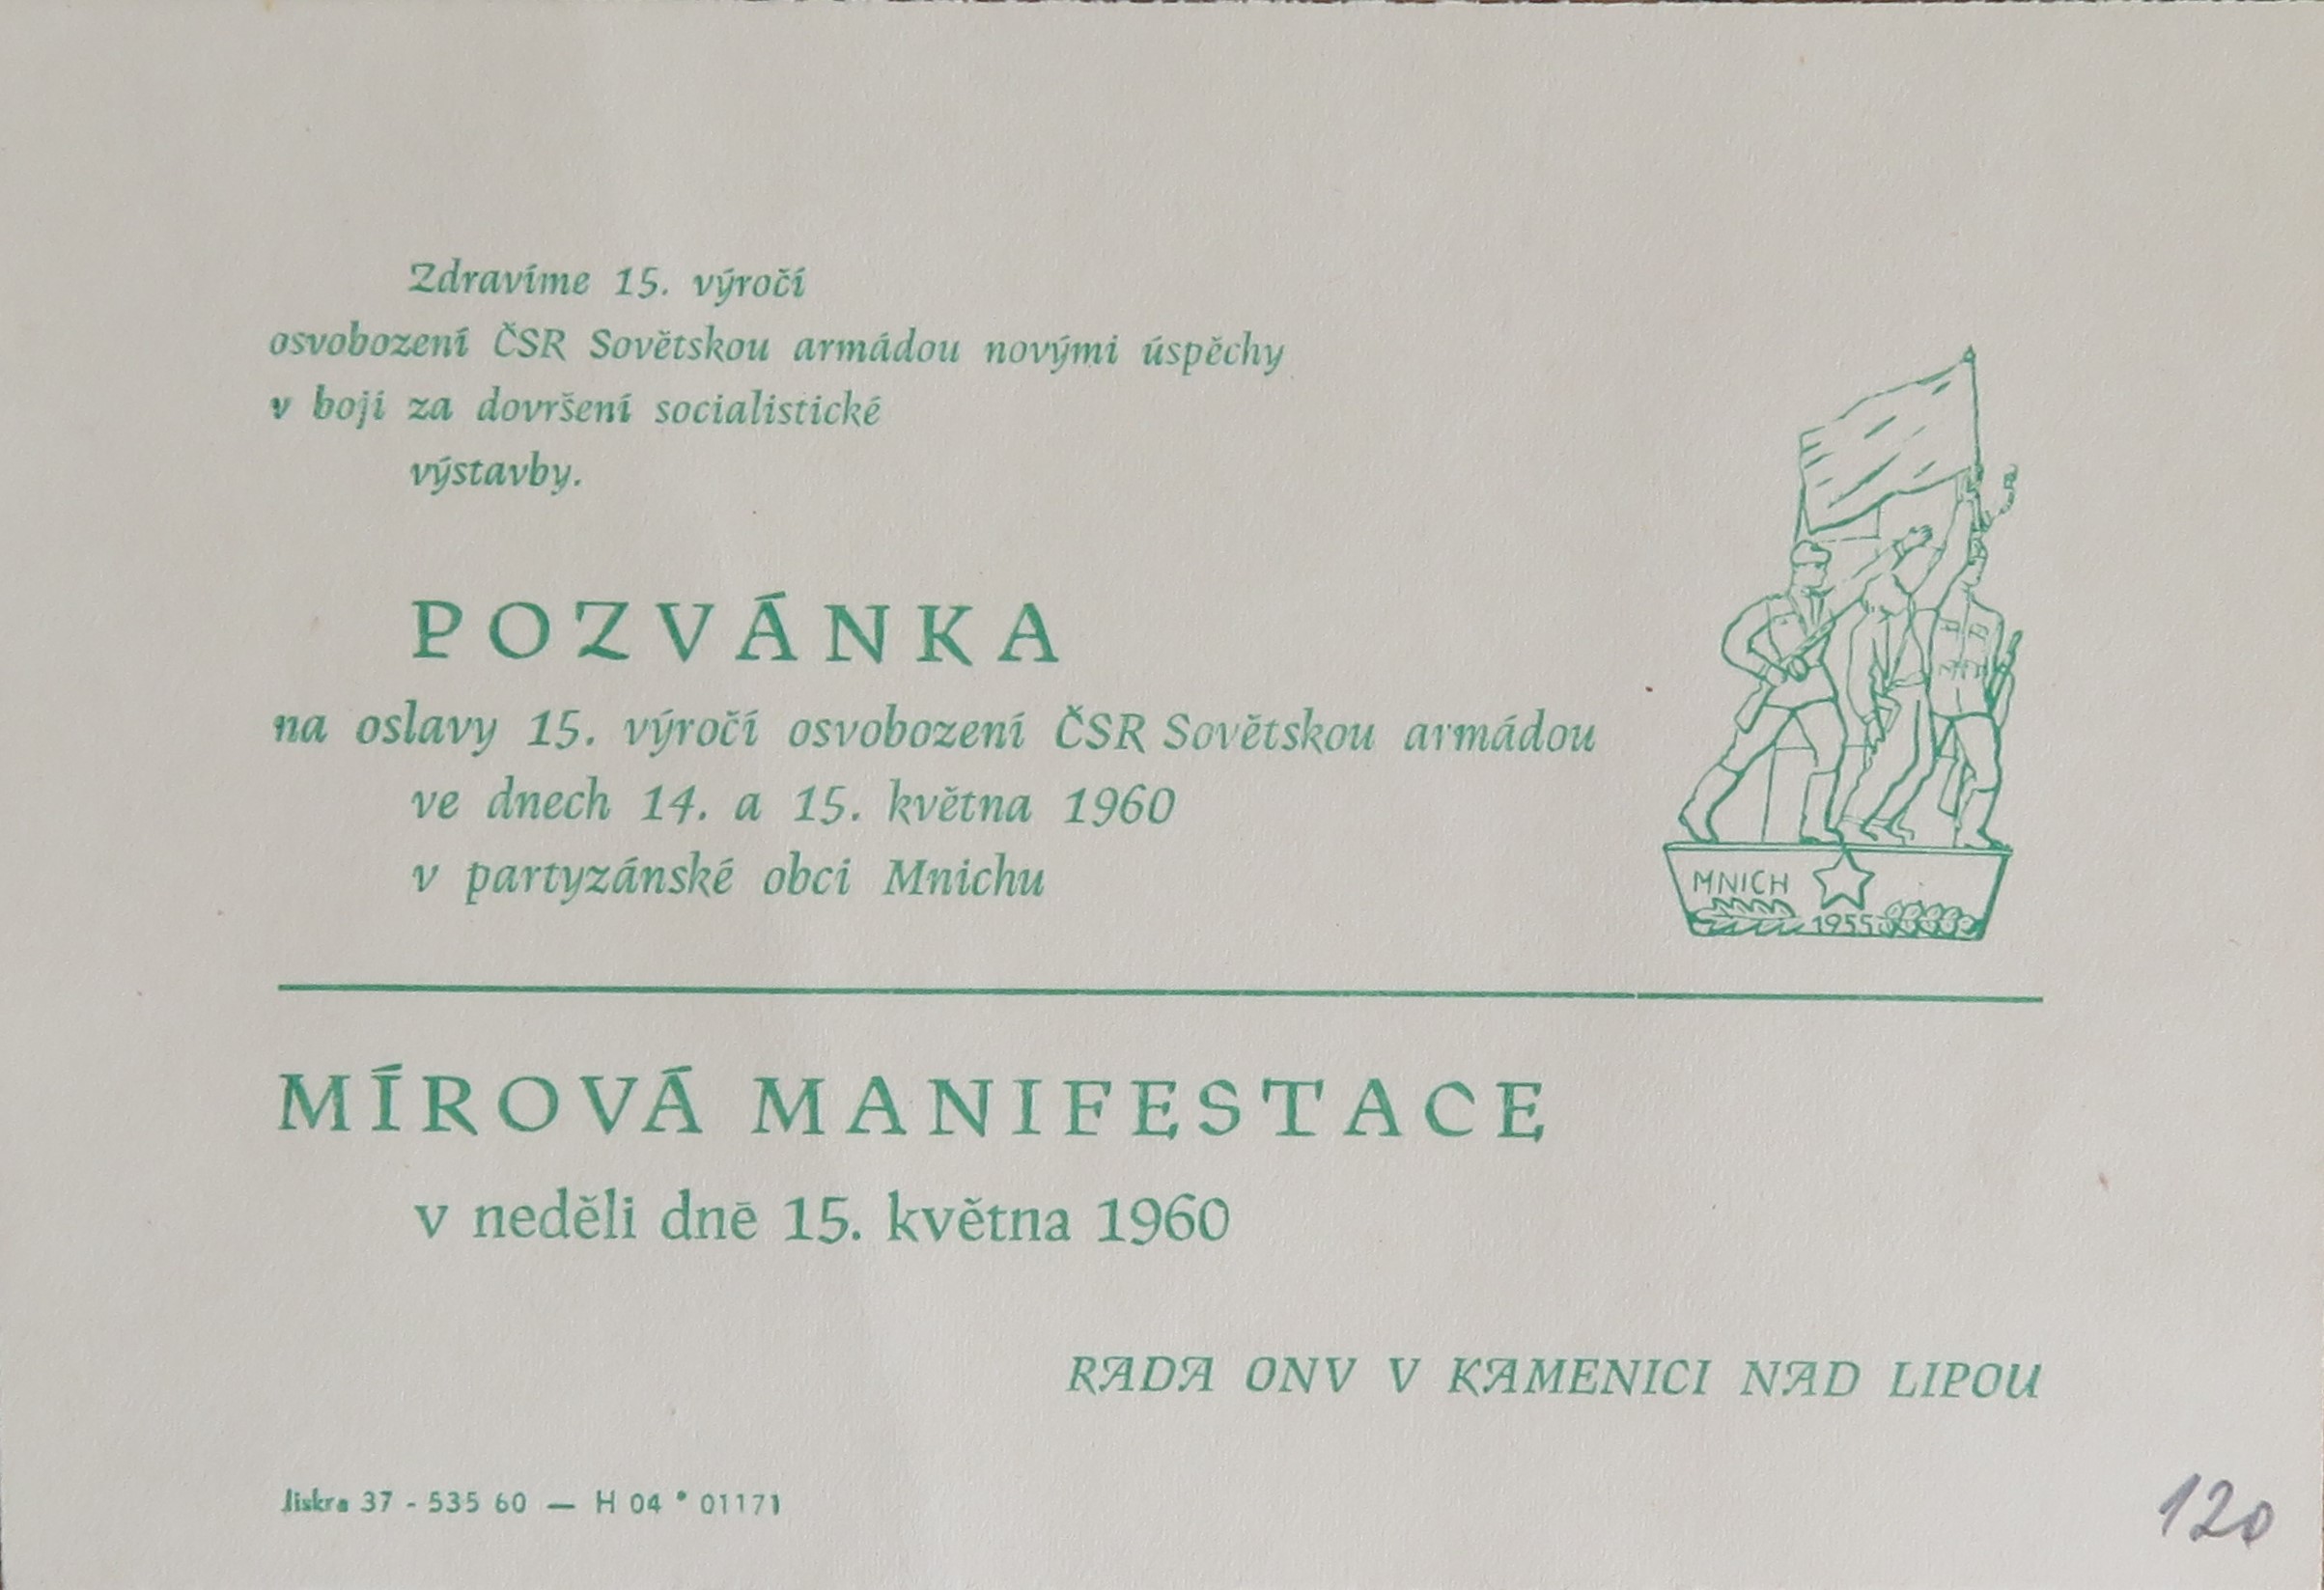 Zdravíme 15. výročí
osvobození ČSR Sovětskou armádou novými úspěchy
v boji za dovršení socialistické
výstavby.
POZVÁNKA
na oslavy 15. výročí osvobození ČSR Sovětskou armádou
ve dnech 14. a 15. května 1960
v partyzánské obci Mnichu
MNICH
1955
MÍROVÁ MANIFESTACE
v neděli dně 15. května 1960
RADA ONV V KAMENICI NAD LIPOU
Jiskra 37 - 535 60 — H 04 * 01171
120